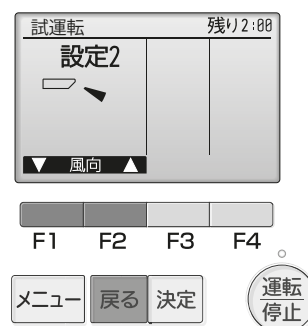 試運転 残り2:00
設定2
▼ 風向 ▲
F1 F2 F3 F4
メニュー 戻る 決定 運転
停止